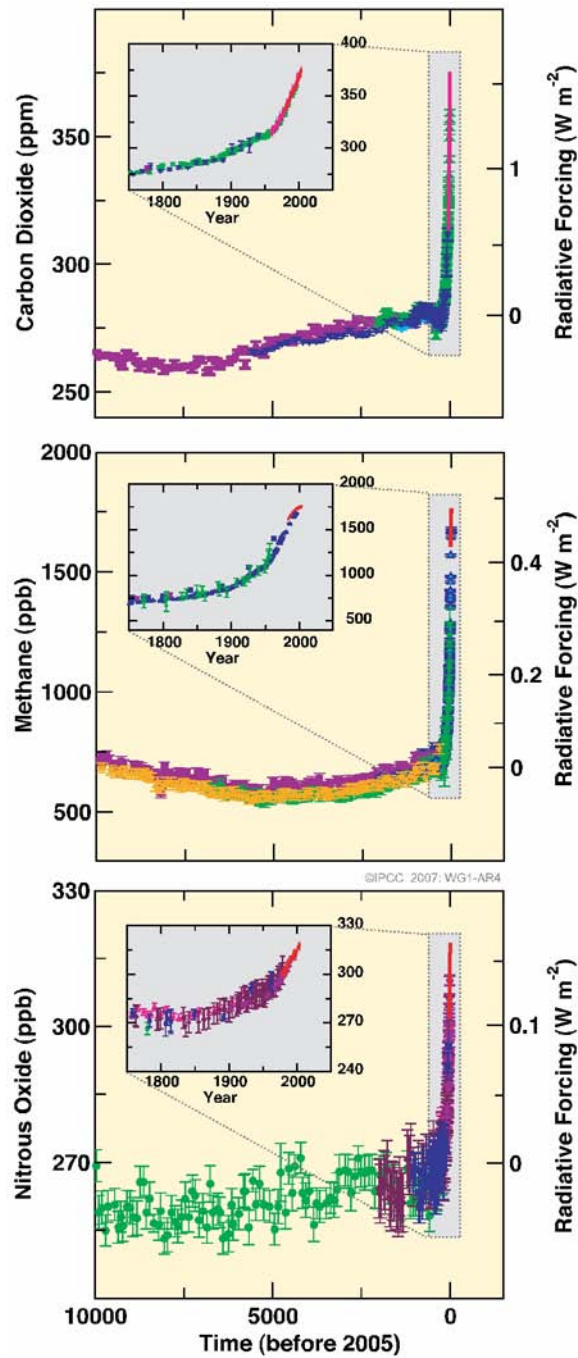 400
375
350
300
1800 1900 2000
Year
350
300
250
Carbon Dioxide (ppm)
1
0
Radiative Forcing (W m-2)
2000
1500
1000
500
Methane (ppb)
2000
1750
1000
750
500
1800 1900 2000
Year
0.4
0.2
0
Radiative Forcing (W m-2)
©IPCC 2007: WG1-AR4
330
300
270
Nitrous Oxide (ppb)
330
300
270
240
1800 1900 2000
Year
0.1
0
Radiative Forcing (W m-2)
10000 5000 0
Time (before 2005)